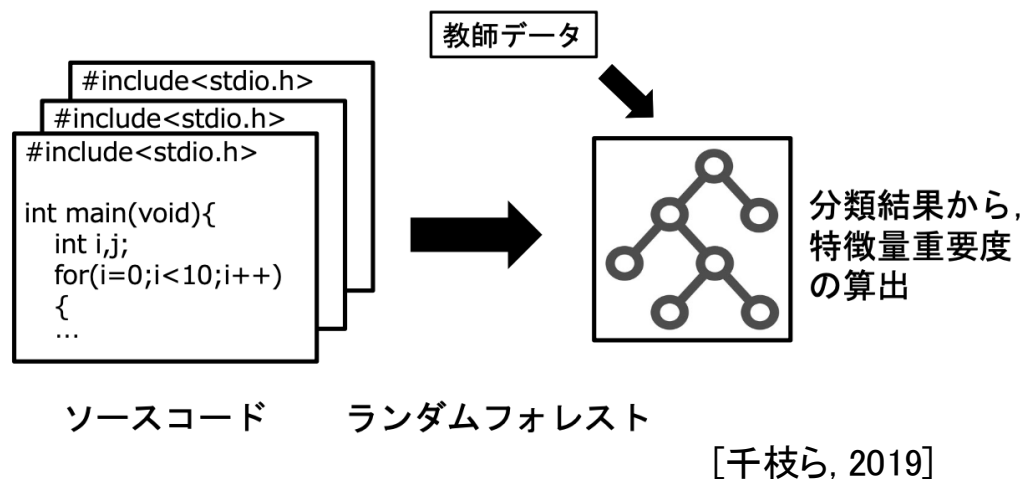 教師データ
#include<stdio.h>
#include<stdio.h>
#include<stdio.h>
int main(void){
int i,j;
for(i=0;i<10;i++)
{
...
分類結果から,
特徴量重要度
の算出
ソースコード
ランダムフォレスト
[千枝ら, 2019]